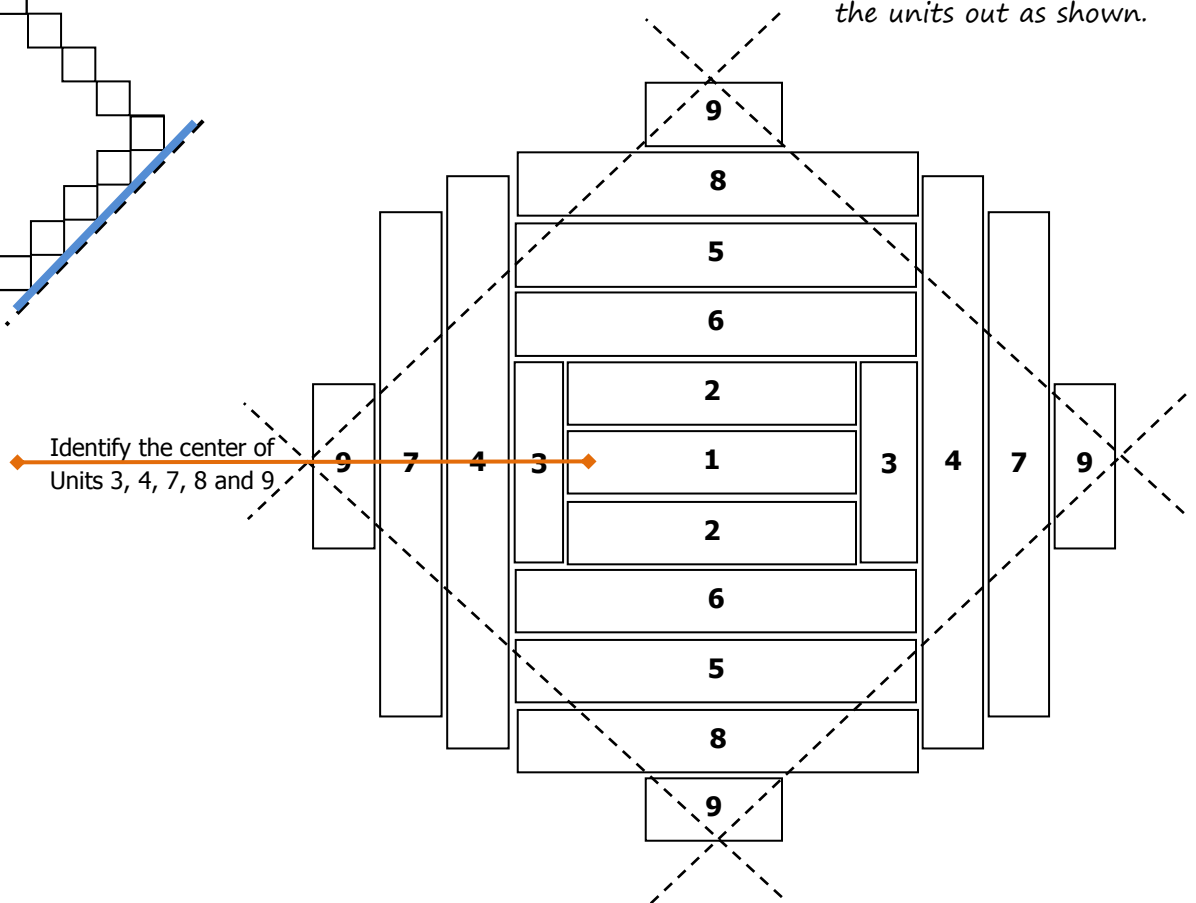 the units out as shown.
9
8
5
6
2
Identify the center of
Units 3, 4, 7, 8 and 9
9 7 4 3 1 3 4 7 9
2
6
5
8
9